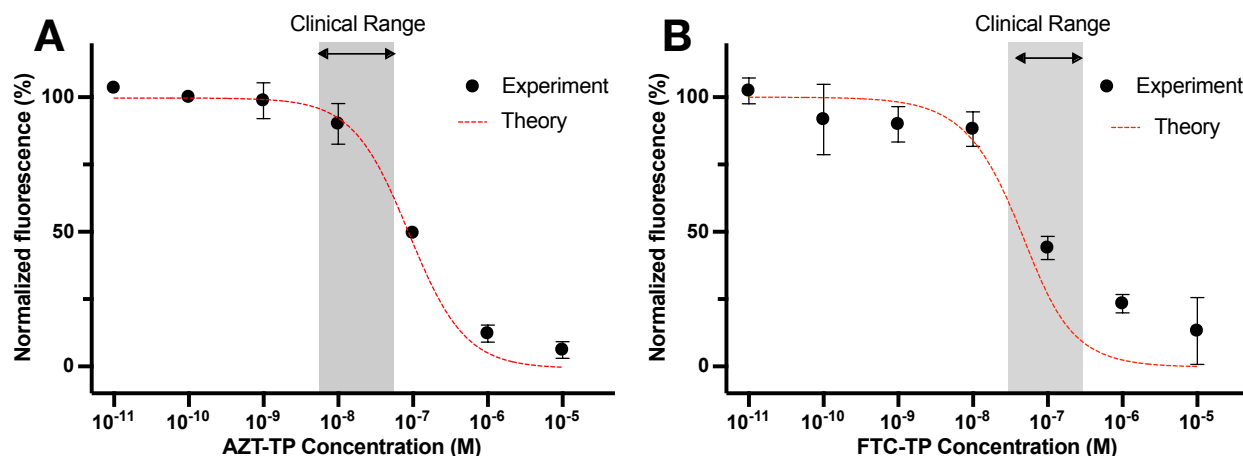 A
Clinical Range
Normalized fluorescence (%)
100
50
0
Experiment
Theory
10-11
10-10
10-9
10-8
10-7
10-6
10-5
AZT-TP Concentration (M)
B
Clinical Range
Normalized fluorescence (%)
100
50
0
Experiment
Theory
10-11
10-10
10-9
10-8
10-7
10-6
10-5
FTC-TP Concentration (M)